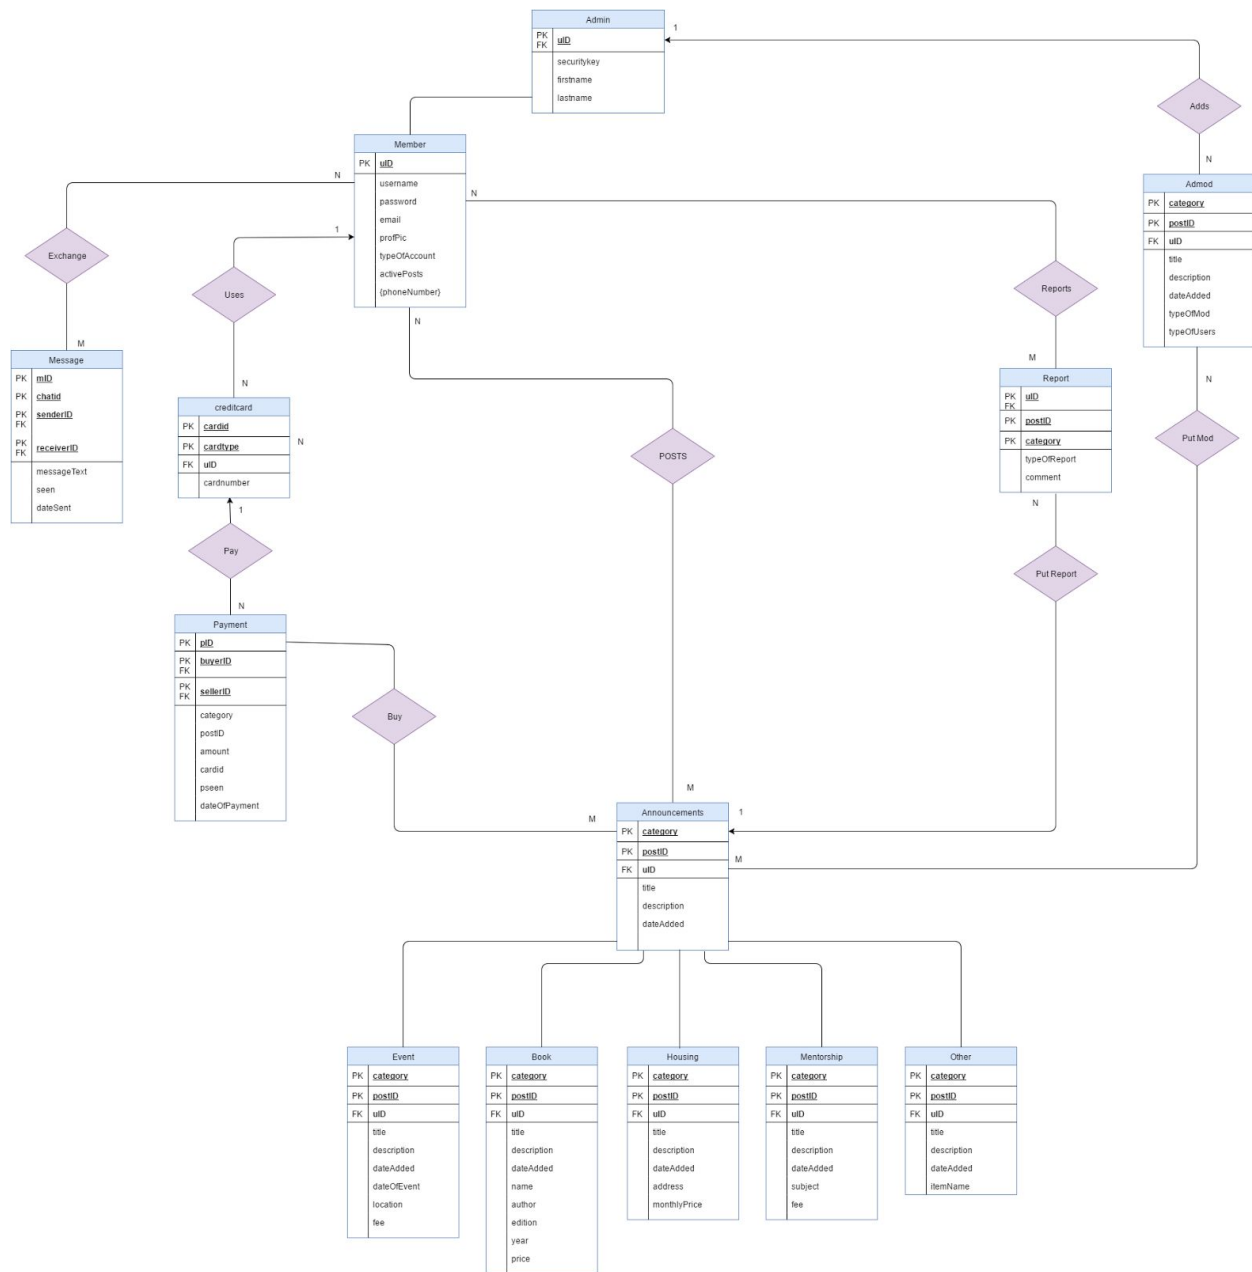 Admin
PK
FK
uID
securitykey
firstname
lastname
1
Adds
N
Member
PK uID
username
password
email
profPic
typeOfAccount
activePosts
{phoneNumber}
N
Exchange
M
1
Uses
N
N
Reports
M
N
POSTS
M
Admod
PK category
PK postID
FK uID
title
description
dateAdded
typeOfMod
typeOfUsers
N
Put Mod
M
Message
PK mID
PK chatid
PK senderID
FK
PK
FK receiverID
messageText
seen
dateSent
creditcard
PK cardid
PK cardtype
FK uID
cardnumber
N
1
Pay
N
Report
PK
FK
uID
PK postID
PK category
typeOfReport
comment
N
Put Report
1
Payment
PK pID
PK
FK
buyerID
PK
FK
sellerID
category
postID
amount
cardid
pseen
dateOfPayment
Buy
M
Announcements
PK category
PK postID
FK uID
title
description
dateAdded
Event
PK category
PK postID
FK uID
title
description
dateAdded
dateOfEvent
location
fee
Book
PK category
PK postID
FK uID
title
description
dateAdded
name
author
edition
year
price
Housing
PK category
PK postID
FK uID
title
description
dateAdded
address
monthlyPrice
Mentorship
PK category
PK postID
FK uID
title
description
dateAdded
subject
fee
Other
PK category
PK postID
FK uID
title
description
dateAdded
itemName